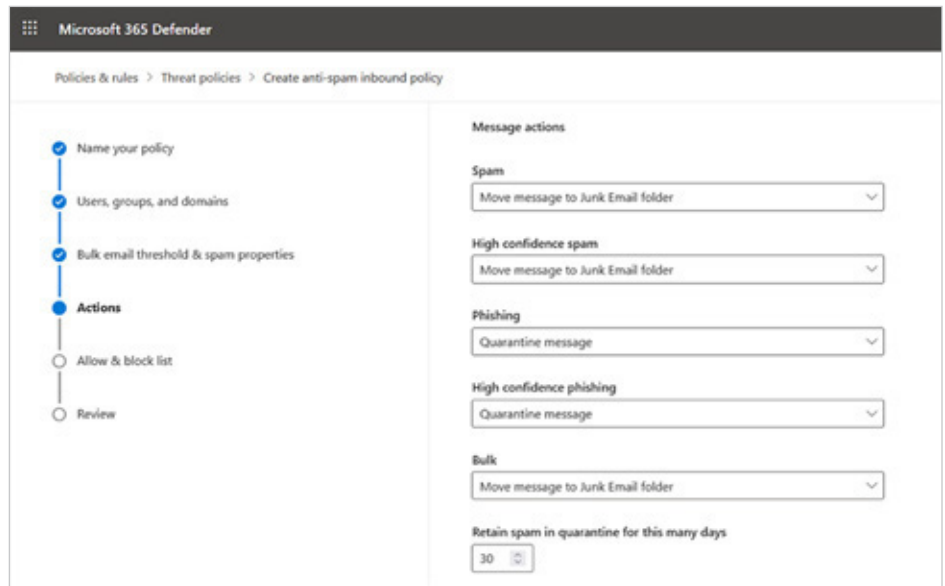 Microsoft 365 Defender
Policies & rules > Threat policies > Create anti-spam inbound policy
Name your policy
Users, groups, and domains
Bulk email threshold & spam properties
Actions
Allow & block list
Review
Message actions
Spam
Move message to Junk Email folder
High confidence spam
Move message to Junk Email folder
Phishing
Quarantine message
High confidence phishing
Quarantine message
Bulk
Move message to Junk Email folder
Retain spam in quarantine for this many days
30